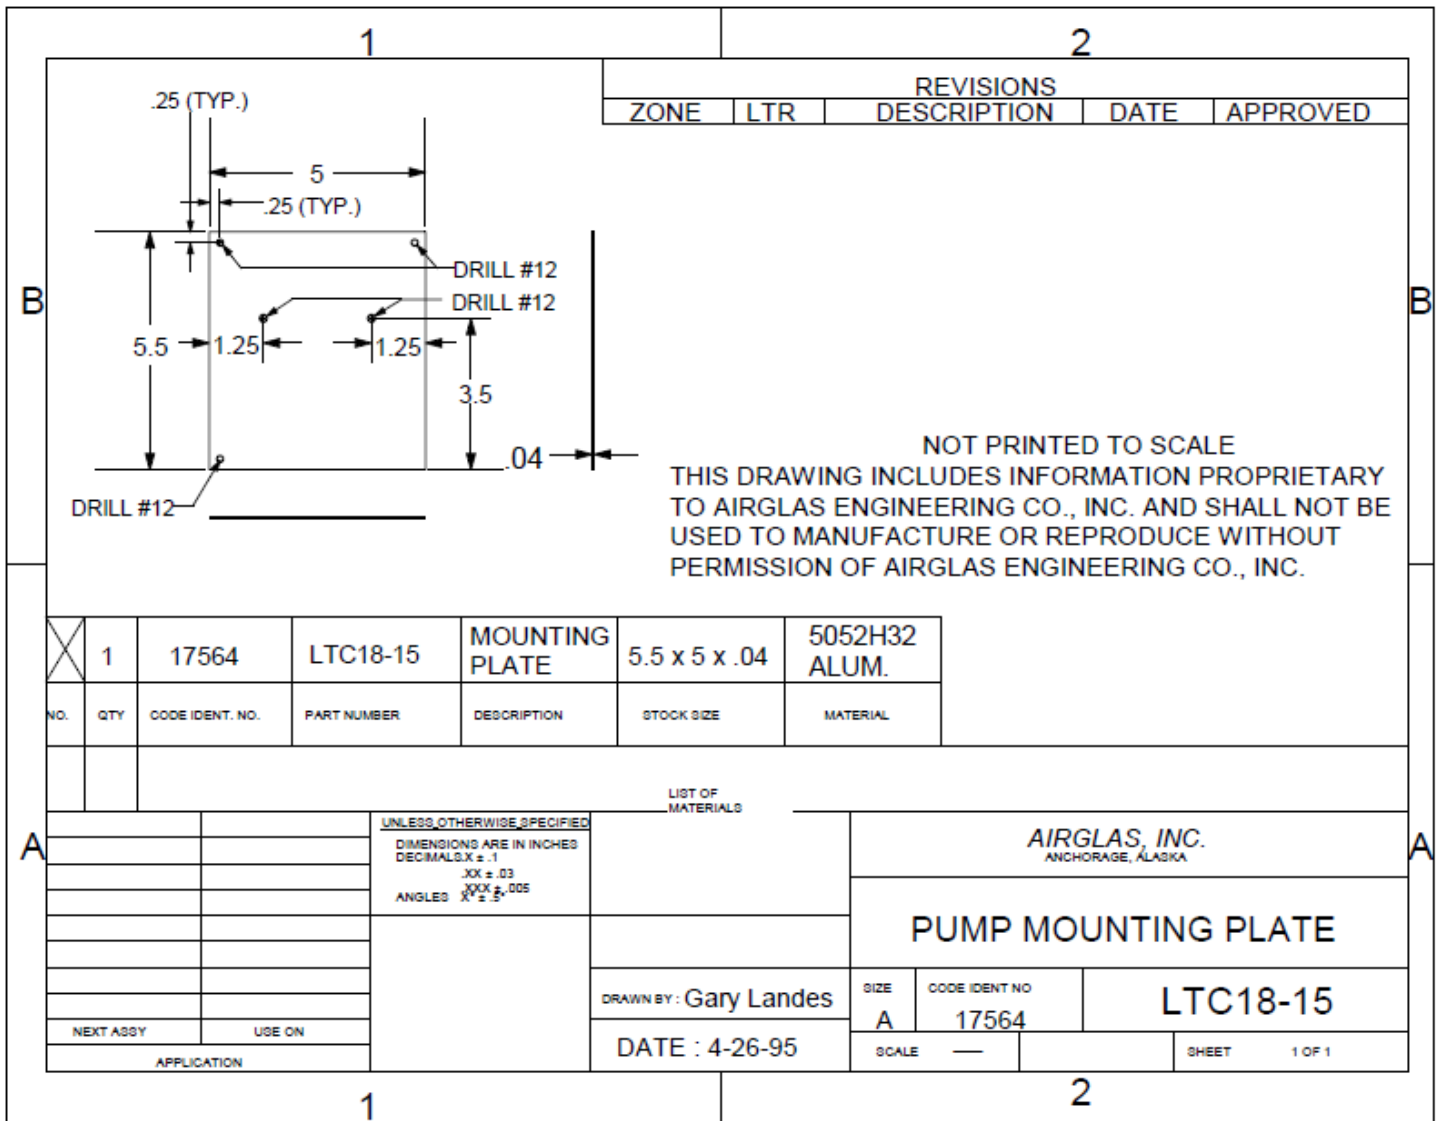 1
2
REVISIONS
ZONE LTR DESCRIPTION DATE APPROVED
.25 (TYP.)
5
.25 (TYP.)
DRILL #12
DRILL #12
B
B
5.5
1.25
1.25
3.5
.04
DRILL #12
NOT PRINTED TO SCALE
THIS DRAWING INCLUDES INFORMATION PROPRIETARY
TO AIRGLAS ENGINEERING CO., INC. AND SHALL NOT BE
USED TO MANUFACTURE OR REPRODUCE WITHOUT
PERMISSION OF AIRGLAS ENGINEERING CO., INC.
1 17564 LTC18-15 MOUNTING PLATE 5.5 x 5 x .04 5052H32 ALUM.
NO. QTY CODE IDENT. NO. PART NUMBER DESCRIPTION STOCK SIZE MATERIAL
LIST OF
MATERIALS
A
A
UNLESS OTHERWISE SPECIFIED
DIMENSIONS ARE IN INCHES
DECIMALS.X ± .1
.XX ± .03
.XXX ± .005
ANGLES X° ± .5°
AIRGLAS, INC.
ANCHORAGE, ALASKA
PUMP MOUNTING PLATE
DRAWN BY : Gary Landes
DATE : 4-26-95
SIZE
A
CODE IDENT NO
17564
LTC18-15
SCALE —
SHEET 1 OF 1
NEXT ASSY USE ON
APPLICATION
1
2